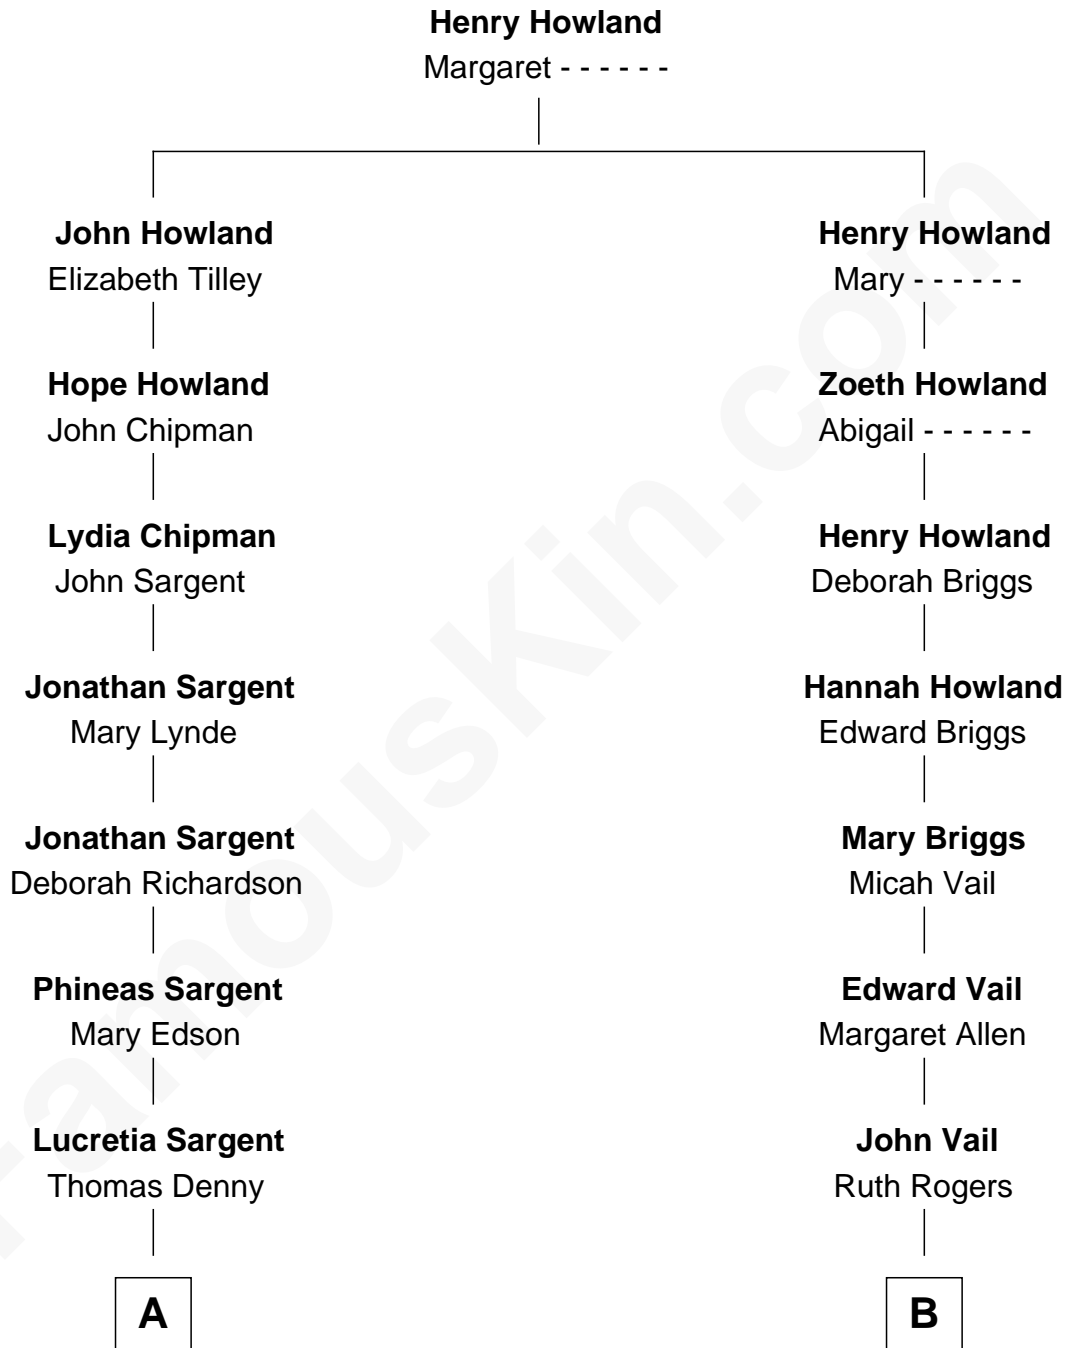 Henry Howland
Margaret - - - - - -
John Howland
Elizabeth Tilley
Henry Howland
Mary - - - - - -
Hope Howland
John Chipman
Zoeth Howland
Abigail - - - - - -
Lydia Chipman
John Sargent
Henry Howland
Deborah Briggs
Jonathan Sargent
Mary Lynde
Hannah Howland
Edward Briggs
Jonathan Sargent
Deborah Richardson
Mary Briggs
Micah Vail
Phineas Sargent
Mary Edson
Edward Vail
Margaret Allen
Lucretia Sargent
Thomas Denny
John Vail
Ruth Rogers
A
B
FamousKin.com